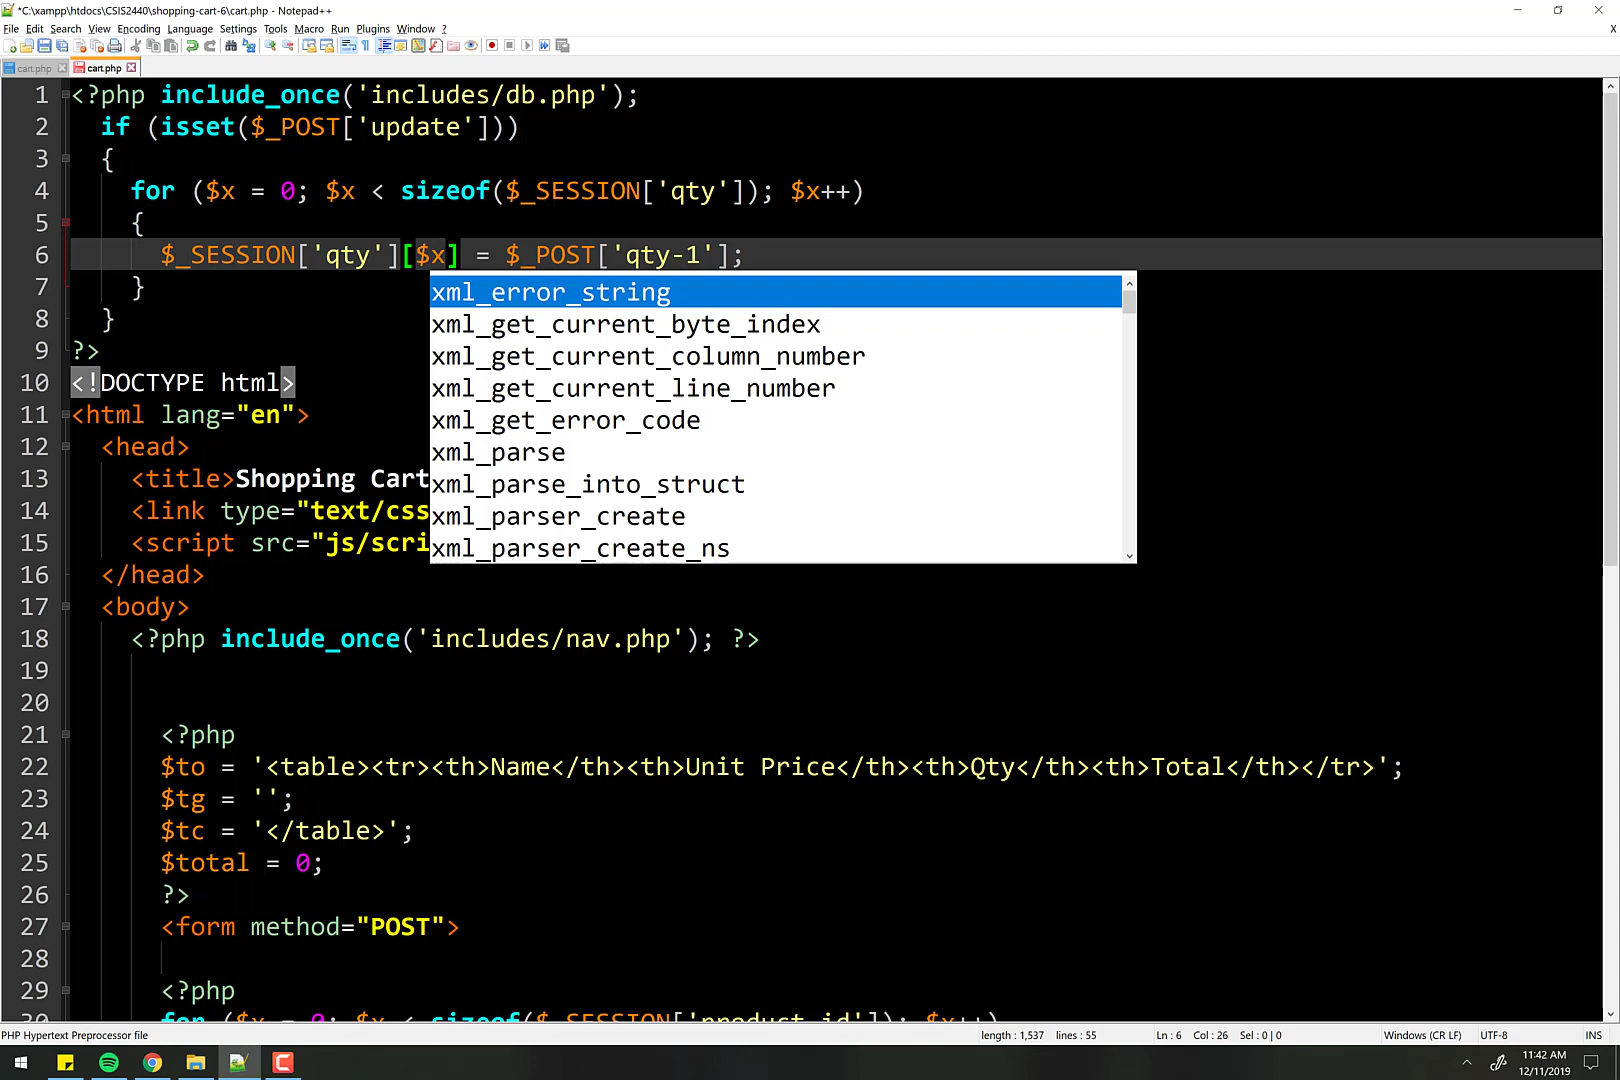 *C:\xampp\htdocs\CSIS2440\shopping-cart-6\cart.php - Notepad++
File Edit Search View Encoding Language Settings Tools Macro Run Plugins Window ? X
cart.php cart.php
1 <?php include_once('includes/db.php');
2 if (isset($_POST['update']))
3 {
4 for ($x = 0; $x < sizeof($_SESSION['qty']); $x++)
5 {
6 $_SESSION['qty'][$x] = $_POST['qty-1'];
7 }
8 }
9 ?>
10 <!DOCTYPE html>
11 <html lang="en">
12 <head>
13 <title>Shopping Cart
14 <link type="text/css
15 <script src="js/scri
16 </head>
17 <body>
18 <?php include_once('includes/nav.php'); ?>
19
20
21 <?php
22 $to = '<table><tr><th>Name</th><th>Unit Price</th><th>Qty</th><th>Total</th></tr>';
23 $tg = '';
24 $tc = '</table>';
25 $total = 0;
26 ?>
27 <form method="POST">
28
29 <?php
30 for ($x = 0; $x < sizeof($_SESSION['product_id']); $x++)
xml_error_string
xml_get_current_byte_index
xml_get_current_column_number
xml_get_current_line_number
xml_get_error_code
xml_parse
xml_parse_into_struct
xml_parser_create
xml_parser_create_ns
PHP Hypertext Preprocessor file length : 1,537 lines : 55 Ln : 6 Col : 26 Sel : 0 | 0 Windows (CR LF) UTF-8 INS
11:42 AM
12/11/2019